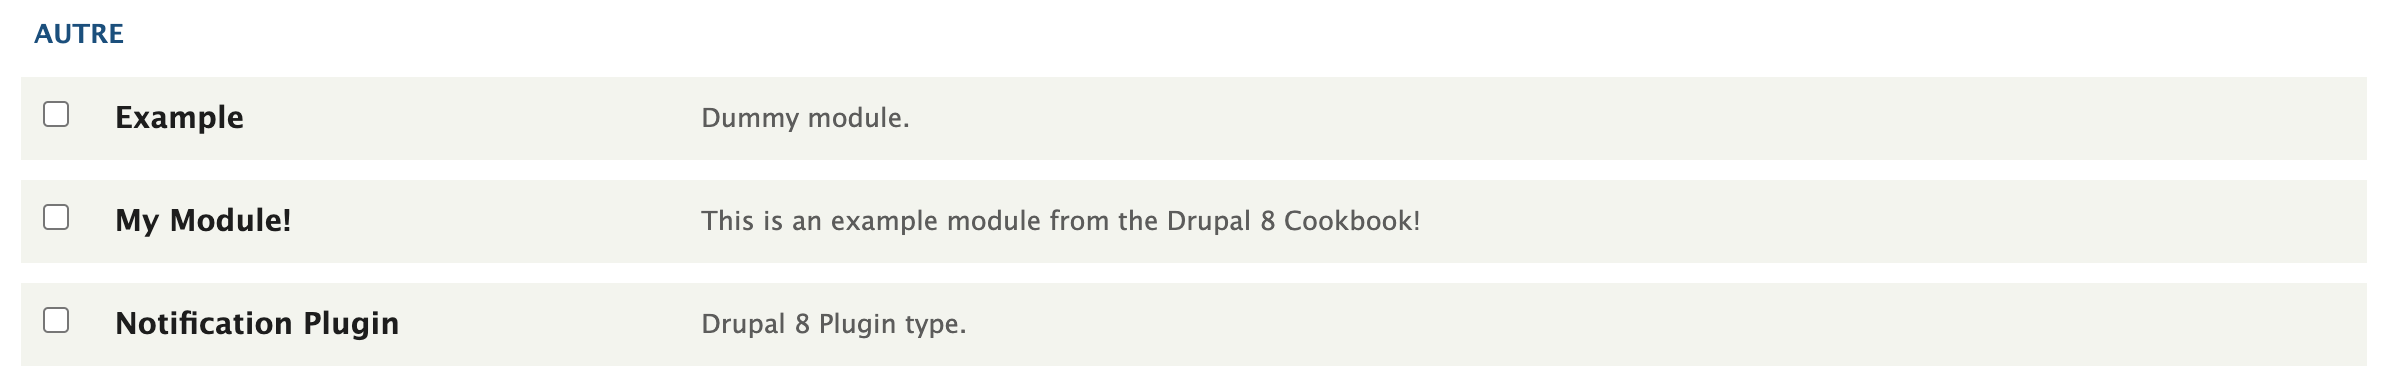 AUTRE
Example Dummy module.
My Module! This is an example module from the Drupal 8 Cookbook!
Notification Plugin Drupal 8 Plugin type.